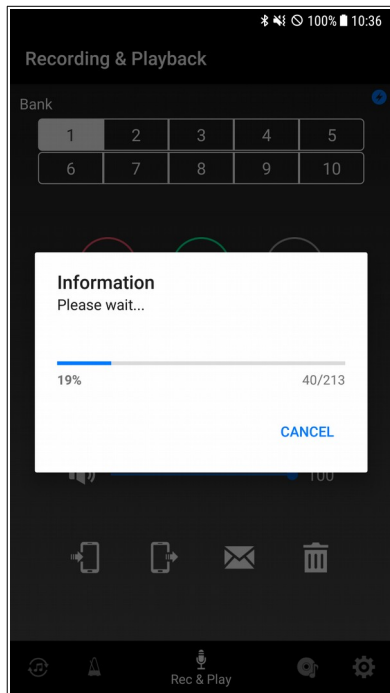 100% 10:36
Recording & Playback
Bank
1 2 3 4 5
6 7 8 9 10
Information
Please wait...
19% 40/213
CANCEL
100
Rec & Play